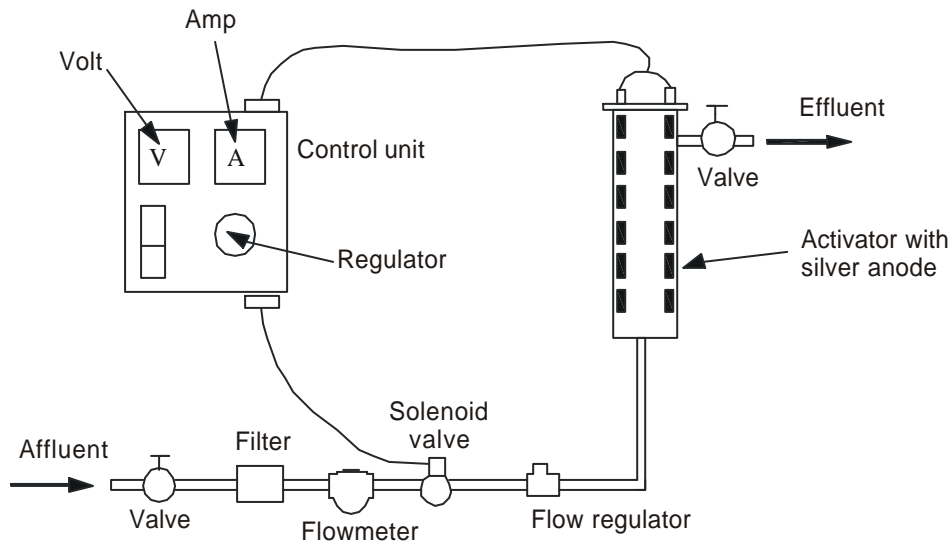 Amp
Volt
V
A
Control unit
Regulator
Effluent
Valve
Activator with
silver anode
Solenoid
valve
Filter
Affluent
Valve
Flowmeter
Flow regulator